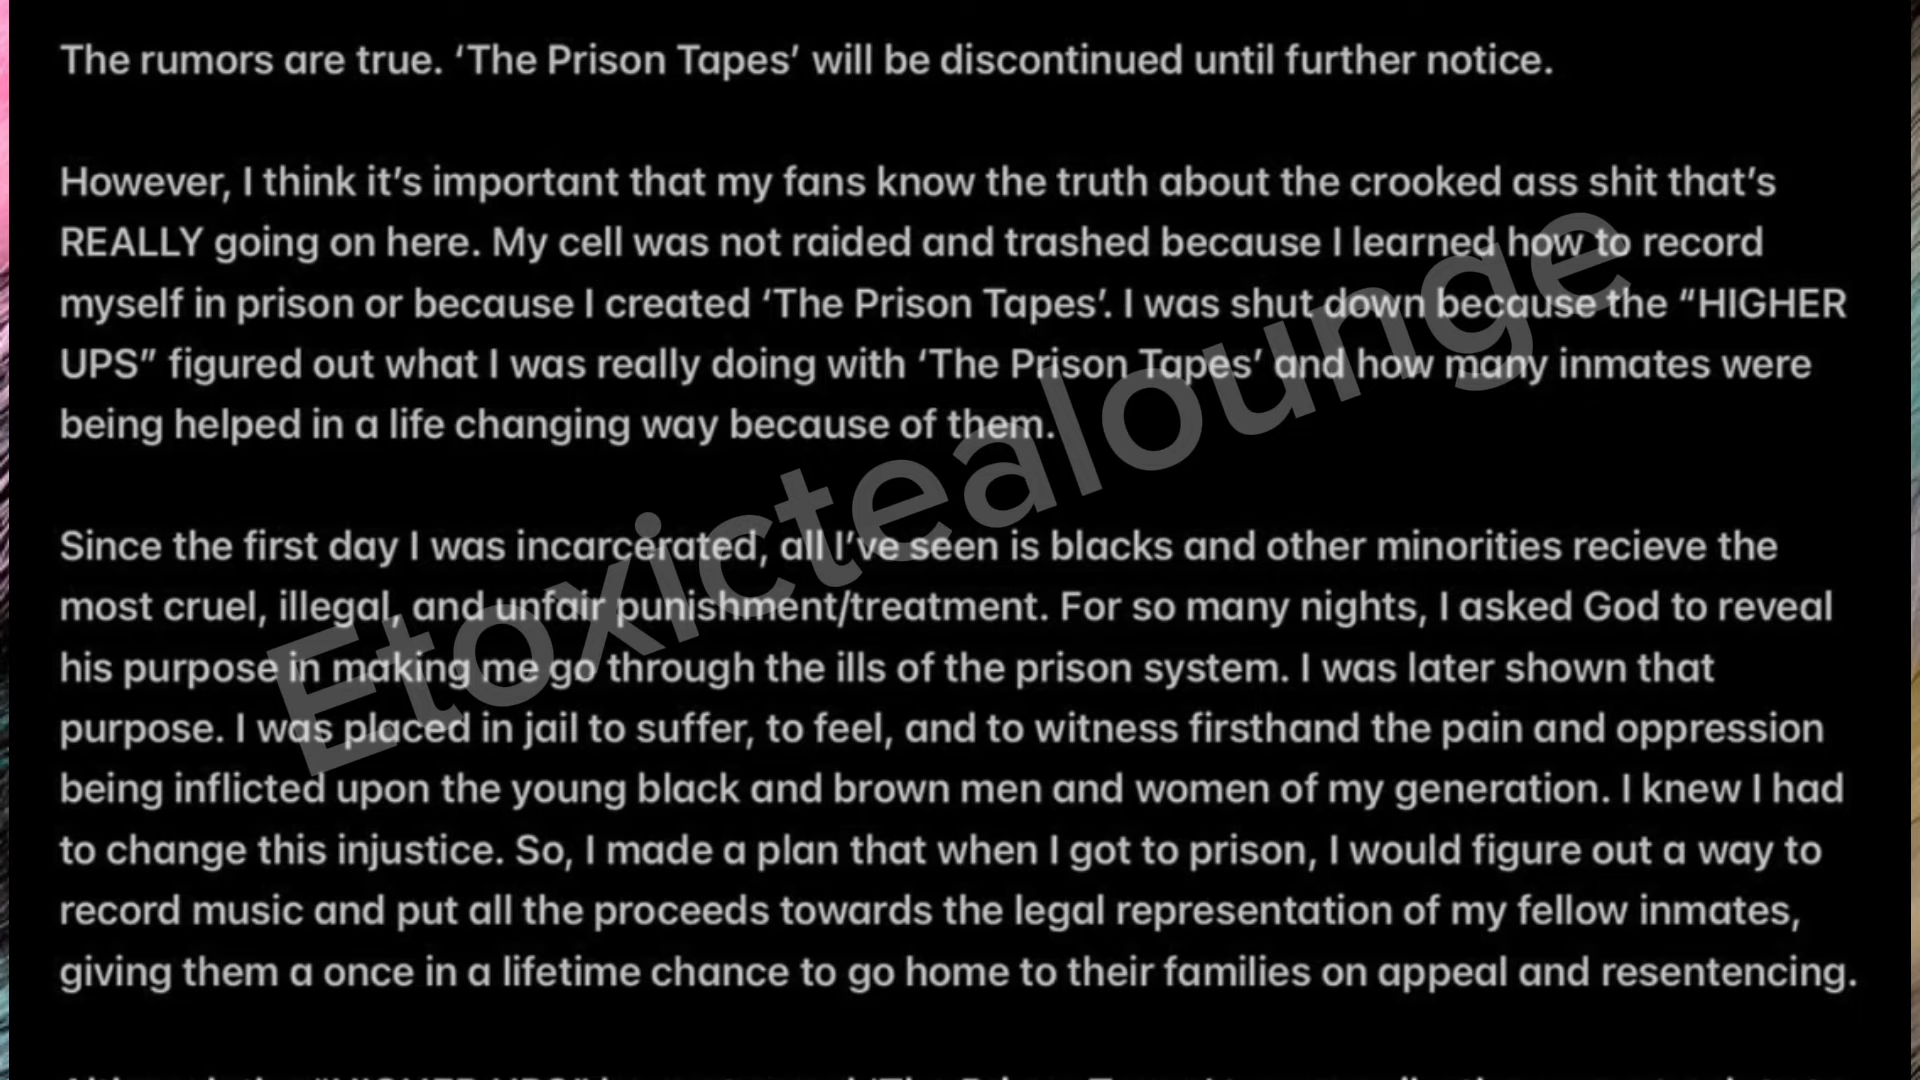 The rumors are true. ‘The Prison Tapes’ will be discontinued until further notice.
However, I think it’s important that my fans know the truth about the crooked ass shit that’s
REALLY going on here. My cell was not raided and trashed because I learned how to record
myself in prison or because I created ‘The Prison Tapes’. I was shut down because the “HIGHER
UPS” figured out what I was really doing with ‘The Prison Tapes’ and how many inmates were
being helped in a life changing way because of them.
Since the first day I was incarcerated, all I’ve seen is blacks and other minorities recieve the
most cruel, illegal, and unfair punishment/treatment. For so many nights, I asked God to reveal
his purpose in making me go through the ills of the prison system. I was later shown that
purpose. I was placed in jail to suffer, to feel, and to witness firsthand the pain and oppression
being inflicted upon the young black and brown men and women of my generation. I knew I had
to change this injustice. So, I made a plan that when I got to prison, I would figure out a way to
record music and put all the proceeds towards the legal representation of my fellow inmates,
giving them a once in a lifetime chance to go home to their families on appeal and resentencing.
Etoxictealounge